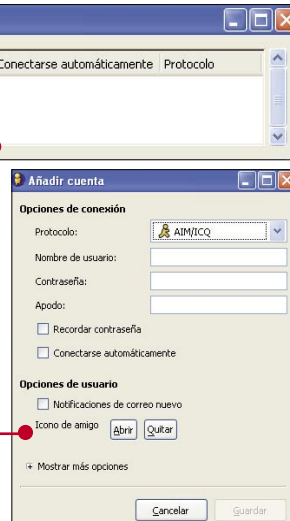 Conectarse automáticamente Protocolo
Añadir cuenta
Opciones de conexión
Protocolo: AIM/ICQ
Nombre de usuario:
Contraseña:
Apodo:
Recordar contraseña
Conectarse automáticamente
Opciones de usuario
Notificaciones de correo nuevo
Icono de amigo Abrir Quitar
Mostrar más opciones
Cancelar Guardar